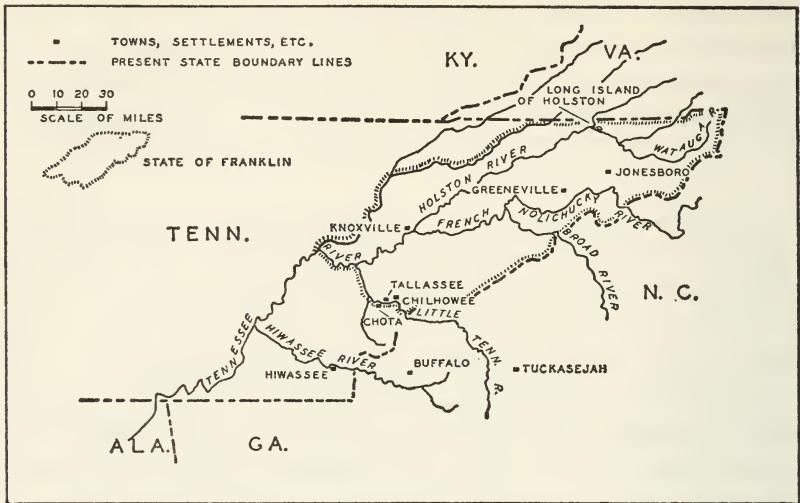 TOWNS, SETTLEMENTS, ETC.
PRESENT STATE BOUNDARY LINES
0 10 20 30
SCALE OF MILES
STATE OF FRANKLIN
KY.
VA.
LONG ISLAND
OF HOLSTON
WATAUGA R.
JONESBORO
HOLSTON RIVER
GREENEVILLE
NOLICHUCKY RIVER
KNOXVILLE
FRENCH BROAD RIVER
TENN.
RIVER
N. C.
TALLASSEE
CHILHOWEE
CHOTA
LITTLE TENN. R.
TENNESSEE
HIWASSEE RIVER
HIWASSEE
BUFFALO
TUCKASEJAH
ALA.
GA.